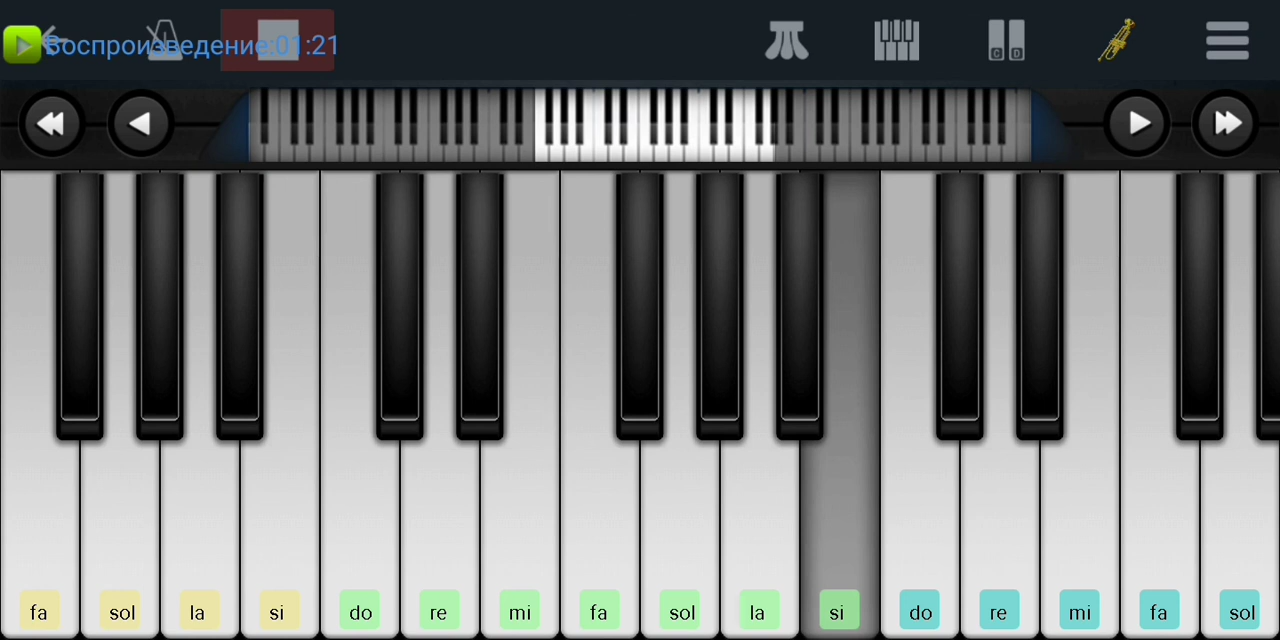 Воспроизведение:01:21
C D
fa sol la si do re mi fa sol la si do re mi fa sol